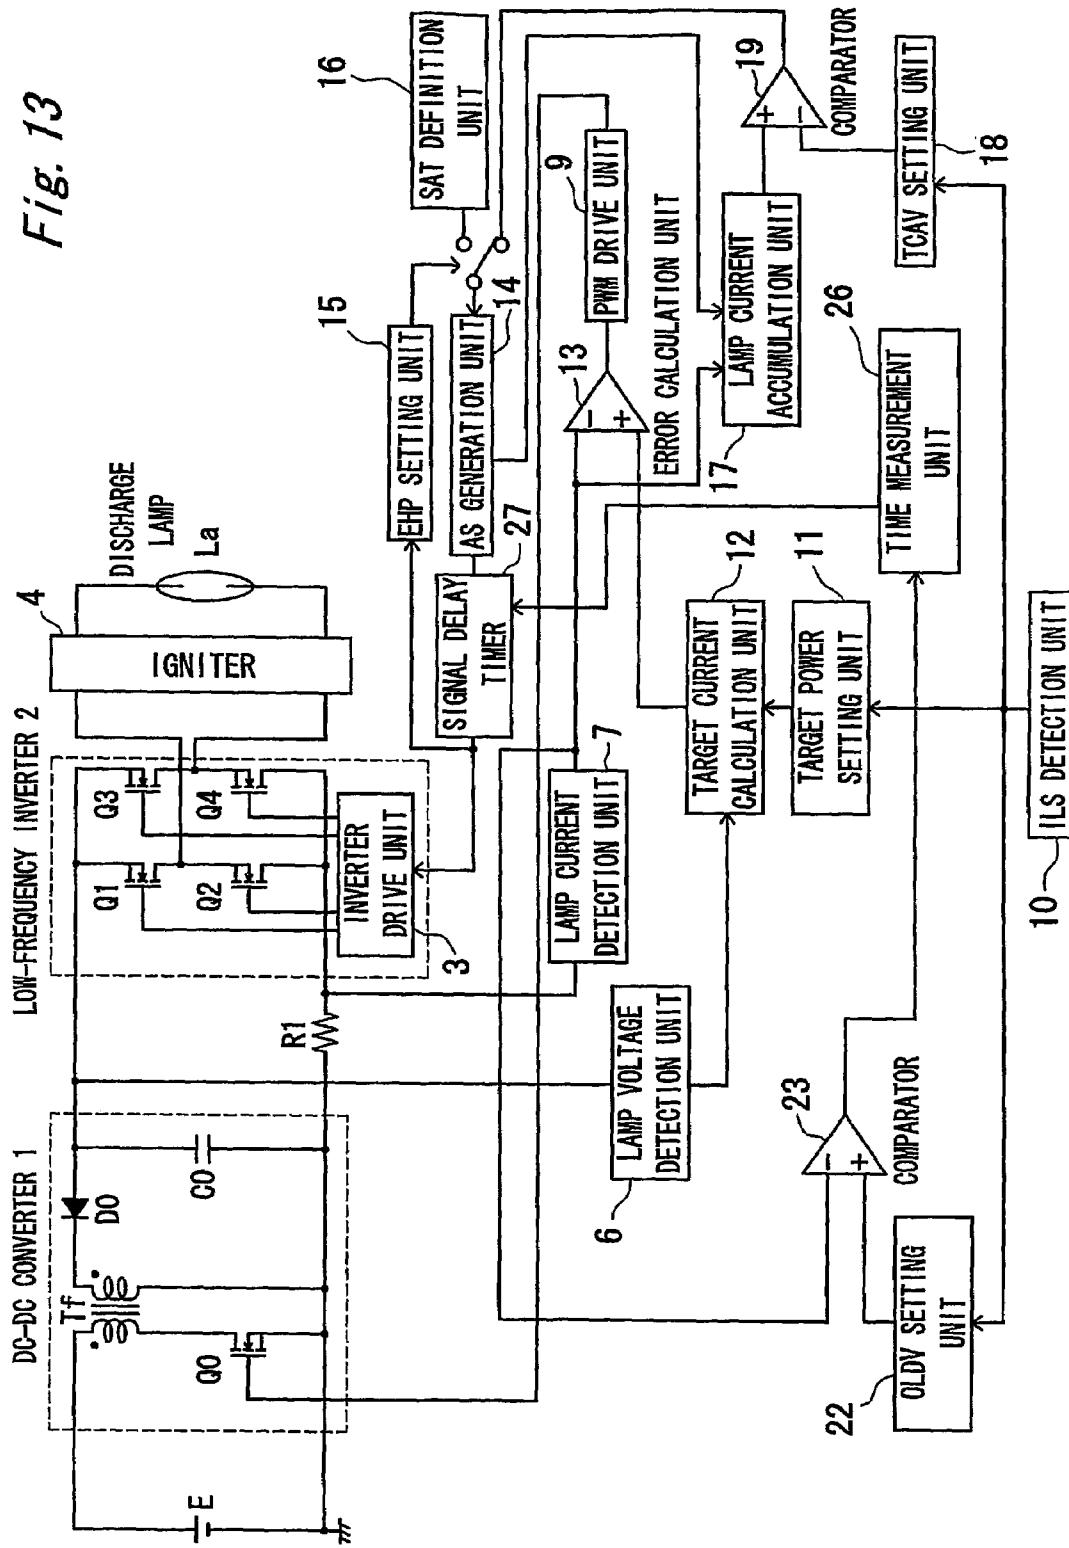 Fig. 13
DC-DC CONVERTER 1
LOW-FREQUENCY INVERTER 2
DISCHARGE
LAMP
La
4
IGNITER
E
Tf
D0
C0
Q0
R1
Q1
Q2
Q3
Q4
INVERTER
DRIVE UNIT
3
15
EHP SETTING UNIT
16
SAT DEFINITION
UNIT
AS GENERATION UNIT
14
SIGNAL DELAY
TIMER
27
LAMP CURRENT
DETECTION UNIT
7
LAMP VOLTAGE
DETECTION UNIT
6
13
−
+
ERROR CALCULATION UNIT
9
PWM DRIVE UNIT
TARGET CURRENT
CALCULATION UNIT
12
TARGET POWER
SETTING UNIT
11
LAMP CURRENT
ACCUMULATION UNIT
17
19
+
−
COMPARATOR
TCAV SETTING UNIT
18
26
TIME MEASUREMENT
UNIT
23
−
+
COMPARATOR
OLDV SETTING
UNIT
22
ILS DETECTION UNIT
10